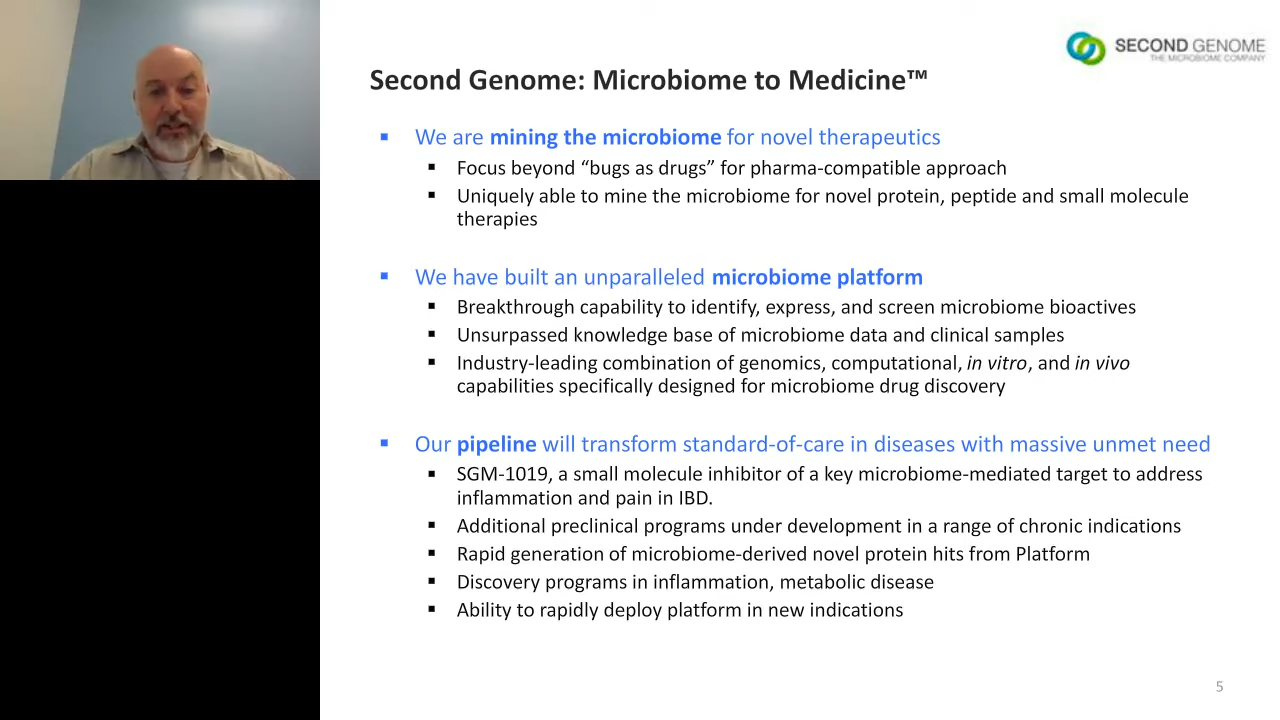 SECOND GENOME
THE MICROBIOME COMPANY
Second Genome: Microbiome to Medicine™
▪ We are mining the microbiome for novel therapeutics
▪ Focus beyond “bugs as drugs” for pharma-compatible approach
▪ Uniquely able to mine the microbiome for novel protein, peptide and small molecule
therapies
▪ We have built an unparalleled microbiome platform
▪ Breakthrough capability to identify, express, and screen microbiome bioactives
▪ Unsurpassed knowledge base of microbiome data and clinical samples
▪ Industry-leading combination of genomics, computational, in vitro, and in vivo
capabilities specifically designed for microbiome drug discovery
▪ Our pipeline will transform standard-of-care in diseases with massive unmet need
▪ SGM-1019, a small molecule inhibitor of a key microbiome-mediated target to address
inflammation and pain in IBD.
▪ Additional preclinical programs under development in a range of chronic indications
▪ Rapid generation of microbiome-derived novel protein hits from Platform
▪ Discovery programs in inflammation, metabolic disease
▪ Ability to rapidly deploy platform in new indications
5